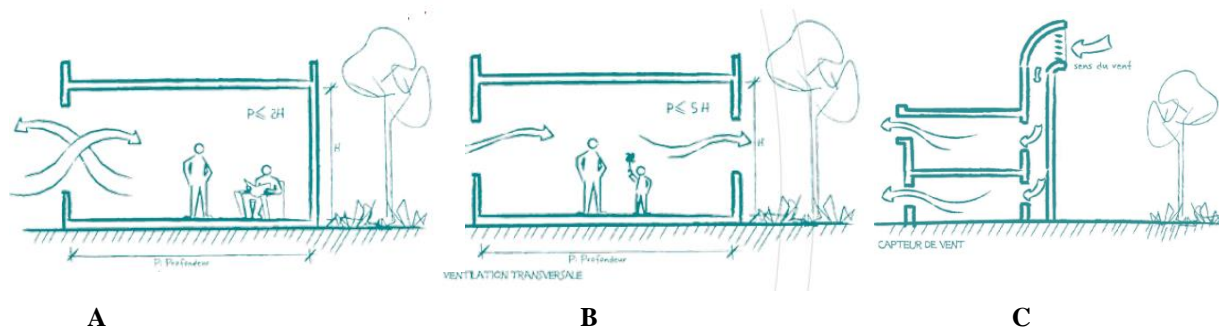 P ≤ 2H
H
P: Profondeur
P ≤ 5H
H
P: Profondeur
VENTILATION TRANSVERSALE
sens du vent
CAPTEUR DE VENT
A B C